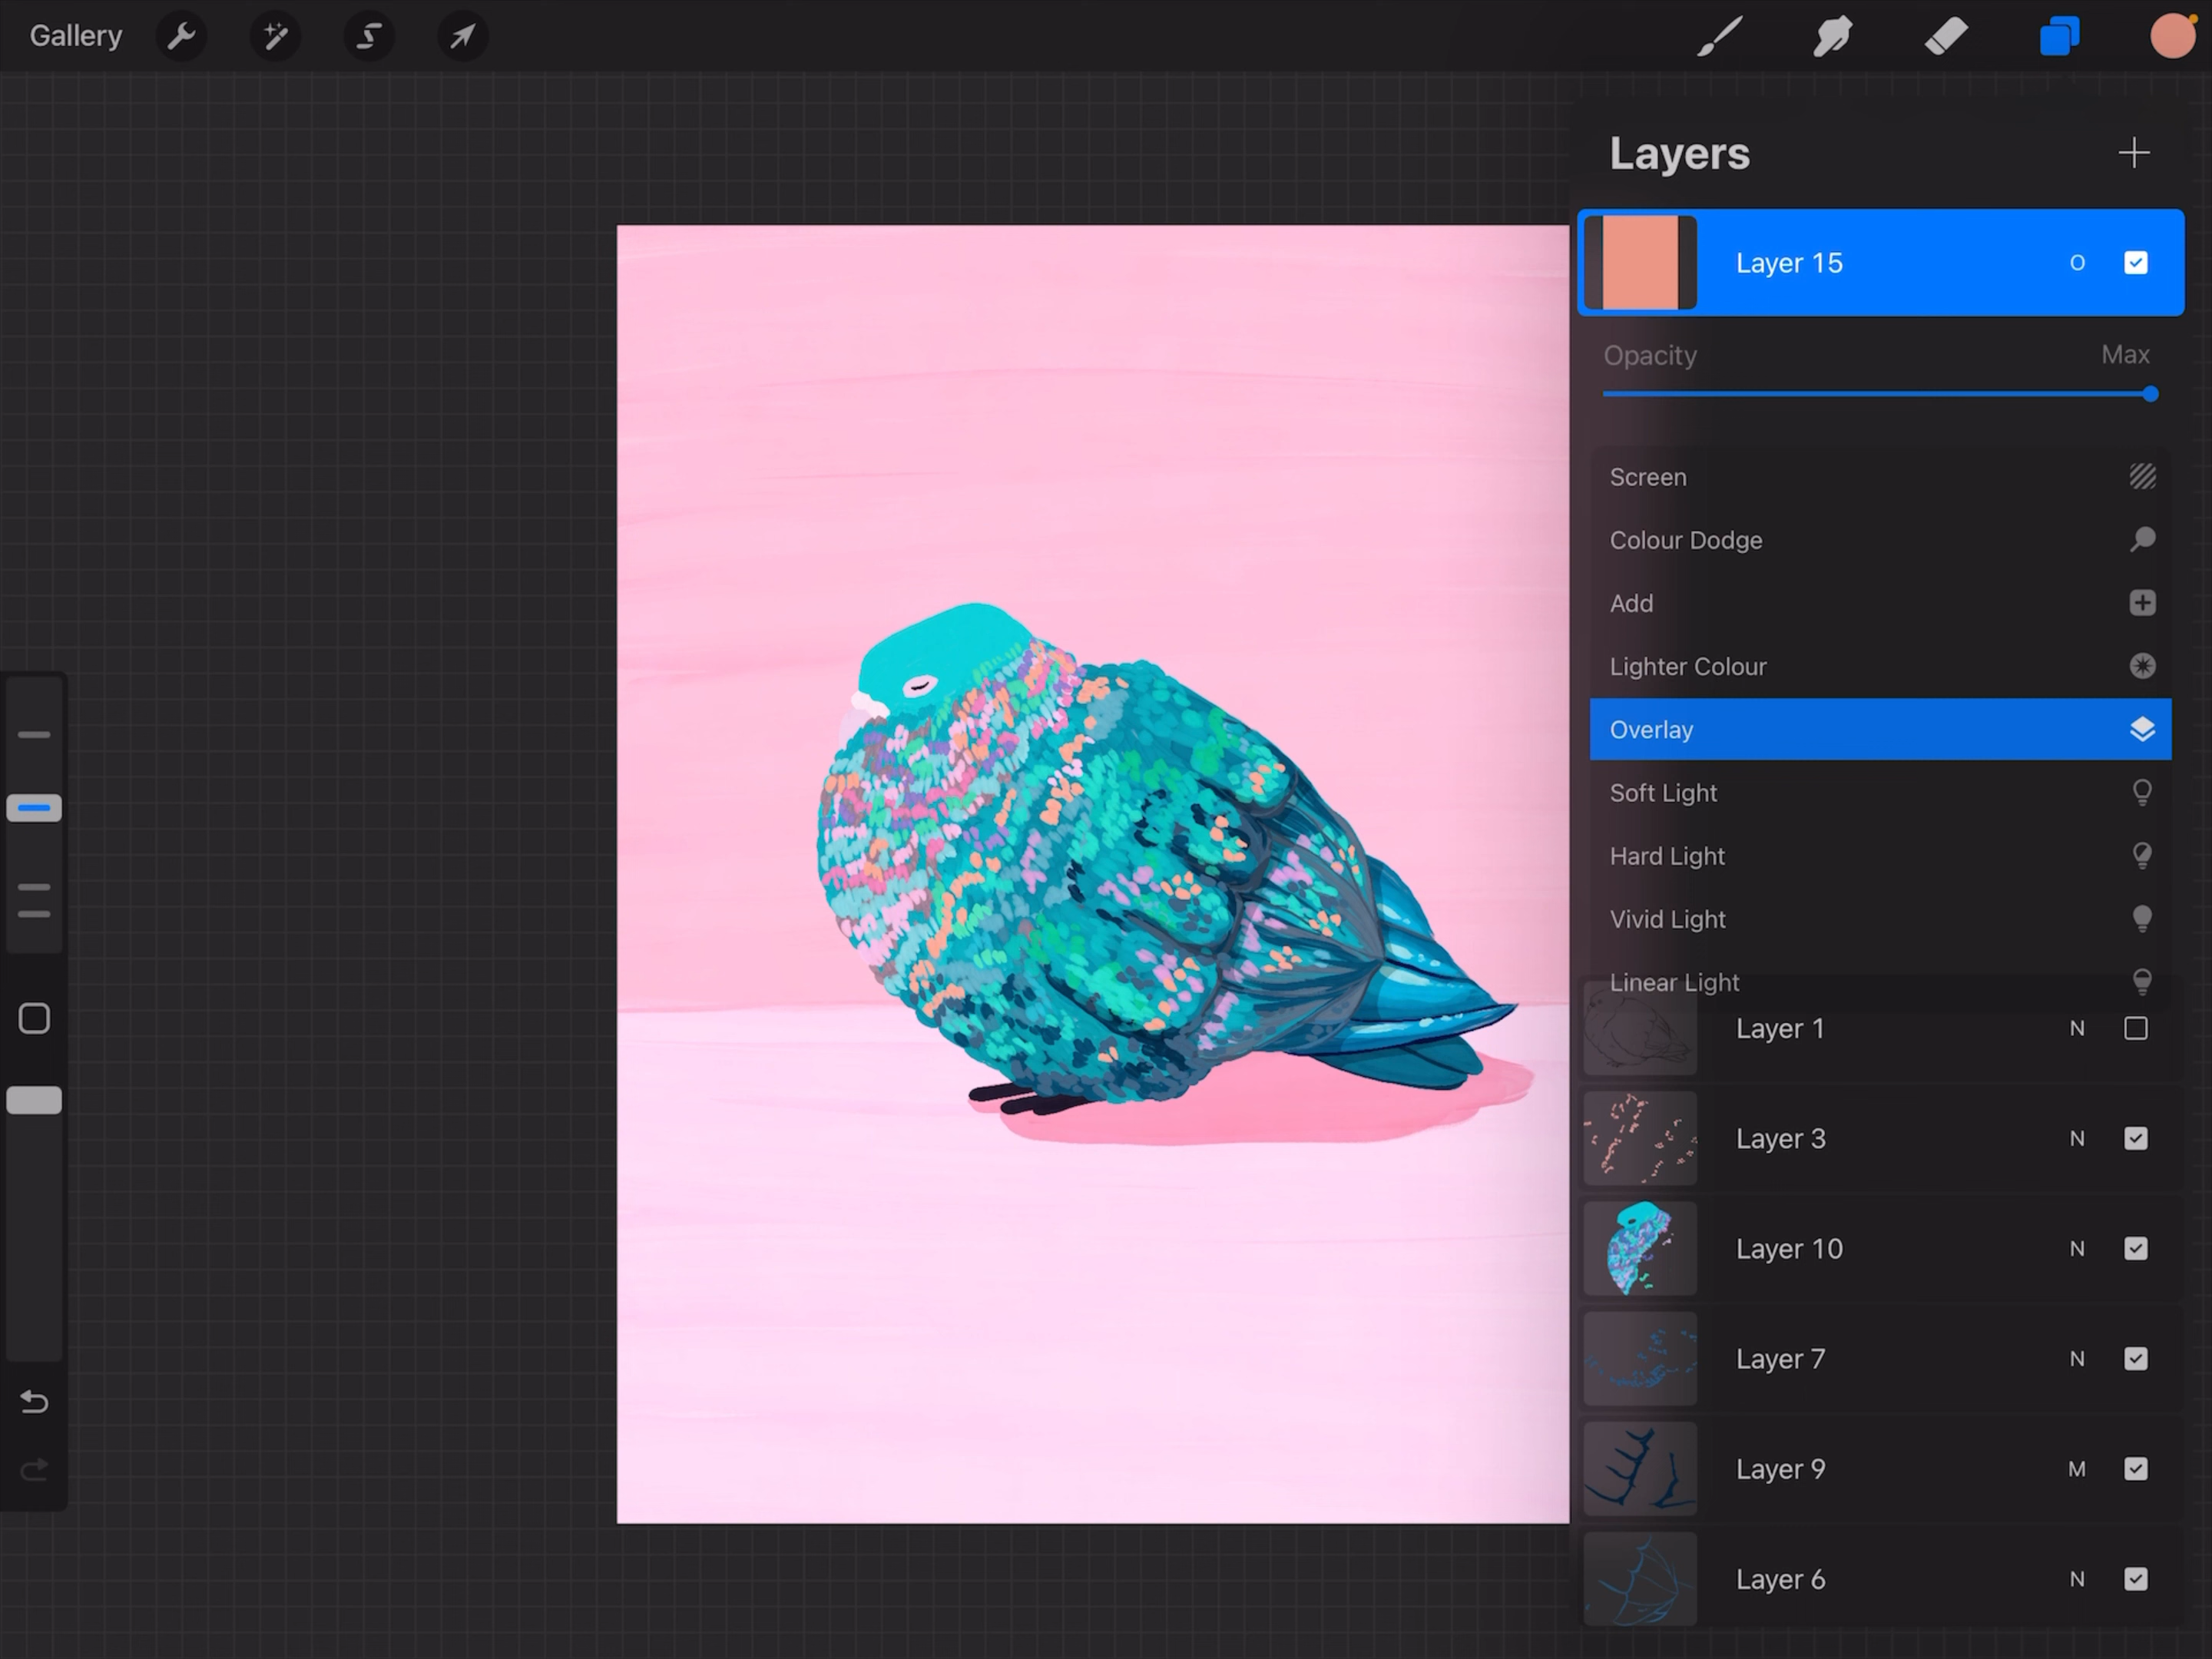 Gallery
Layers
Layer 15 O
Opacity Max
Screen
Colour Dodge
Add
Lighter Colour
Overlay
Soft Light
Hard Light
Vivid Light
Linear Light
Layer 1 N
Layer 3 N
Layer 10 N
Layer 7 N
Layer 9 M
Layer 6 N